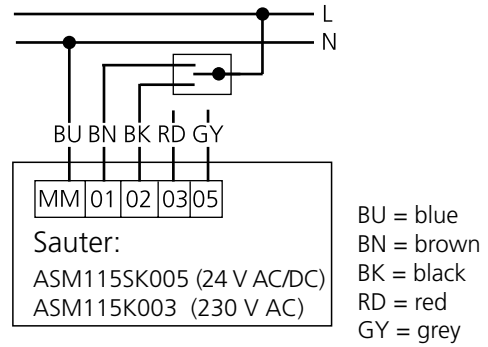 L
N
BU BN BK RD GY
MM 01 02 03 05
Sauter:
ASM115SK005 (24 V AC/DC)
ASM115K003 (230 V AC)
BU = blue
BN = brown
BK = black
RD = red
GY = grey